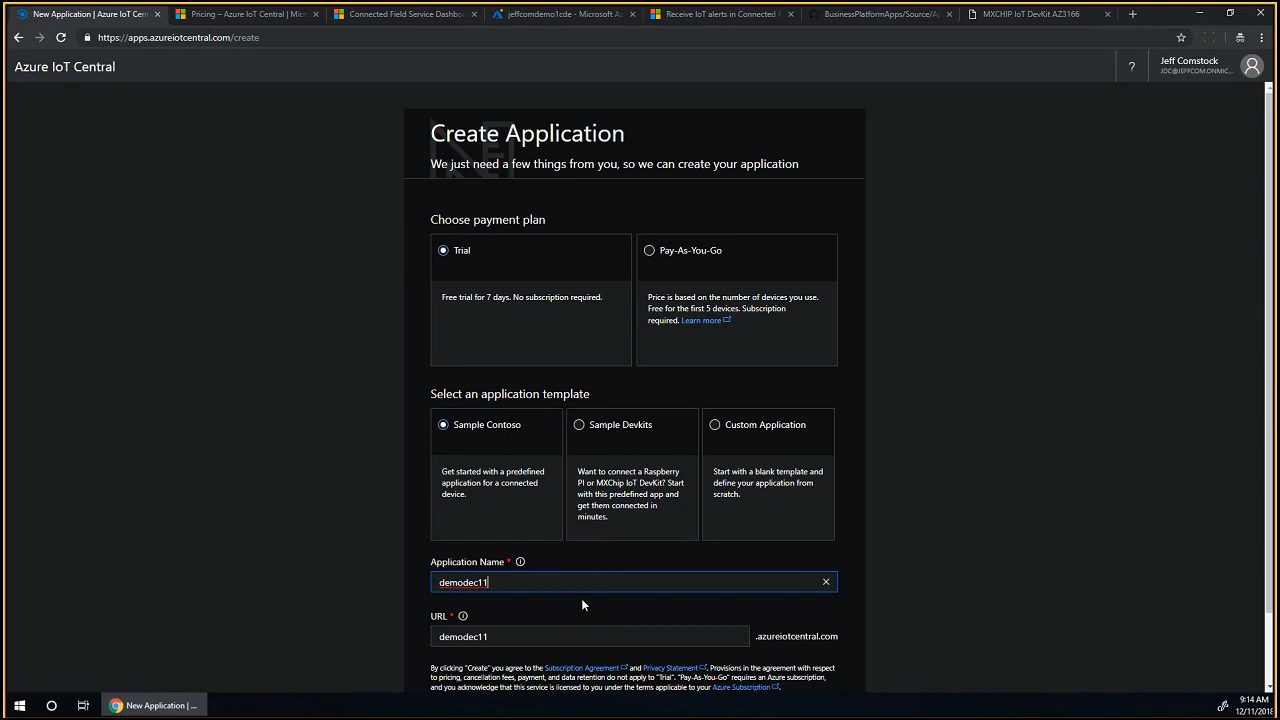 New Application | Azure IoT Central
Pricing – Azure IoT Central | Micr
Connected Field Service Dashboa
jeffcomdemo1cde - Microsoft Az
Receive IoT alerts in Connected F
BusinessPlatformApps/Source/Ap
MXCHIP IoT DevKit AZ3166
https://apps.azureiotcentral.com/create
Azure IoT Central
?
Jeff Comstock
JDC@JEFFCOM.ONMIC...
Create Application
We just need a few things from you, so we can create your application
Choose payment plan
Trial
Free trial for 7 days. No subscription required.
Pay-As-You-Go
Price is based on the number of devices you use.
Free for the first 5 devices. Subscription
required. Learn more
Select an application template
Sample Contoso
Get started with a predefined
application for a connected
device.
Sample Devkits
Want to connect a Raspberry
PI or MXChip IoT DevKit? Start
with this predefined app and
get them connected in
minutes.
Custom Application
Start with a blank template and
define your application from
scratch.
Application Name *
demodec11
URL *
demodec11
.azureiotcentral.com
By clicking "Create" you agree to the Subscription Agreement and Privacy Statement. Provisions in the agreement with respect
to pricing, cancellation fees, payment, and data retention do not apply to "Trial". "Pay-As-You-Go" requires an Azure subscription,
and you acknowledge that this service is licensed to you under the terms applicable to your Azure Subscription.
New Application | ...
9:14 AM
12/11/2018